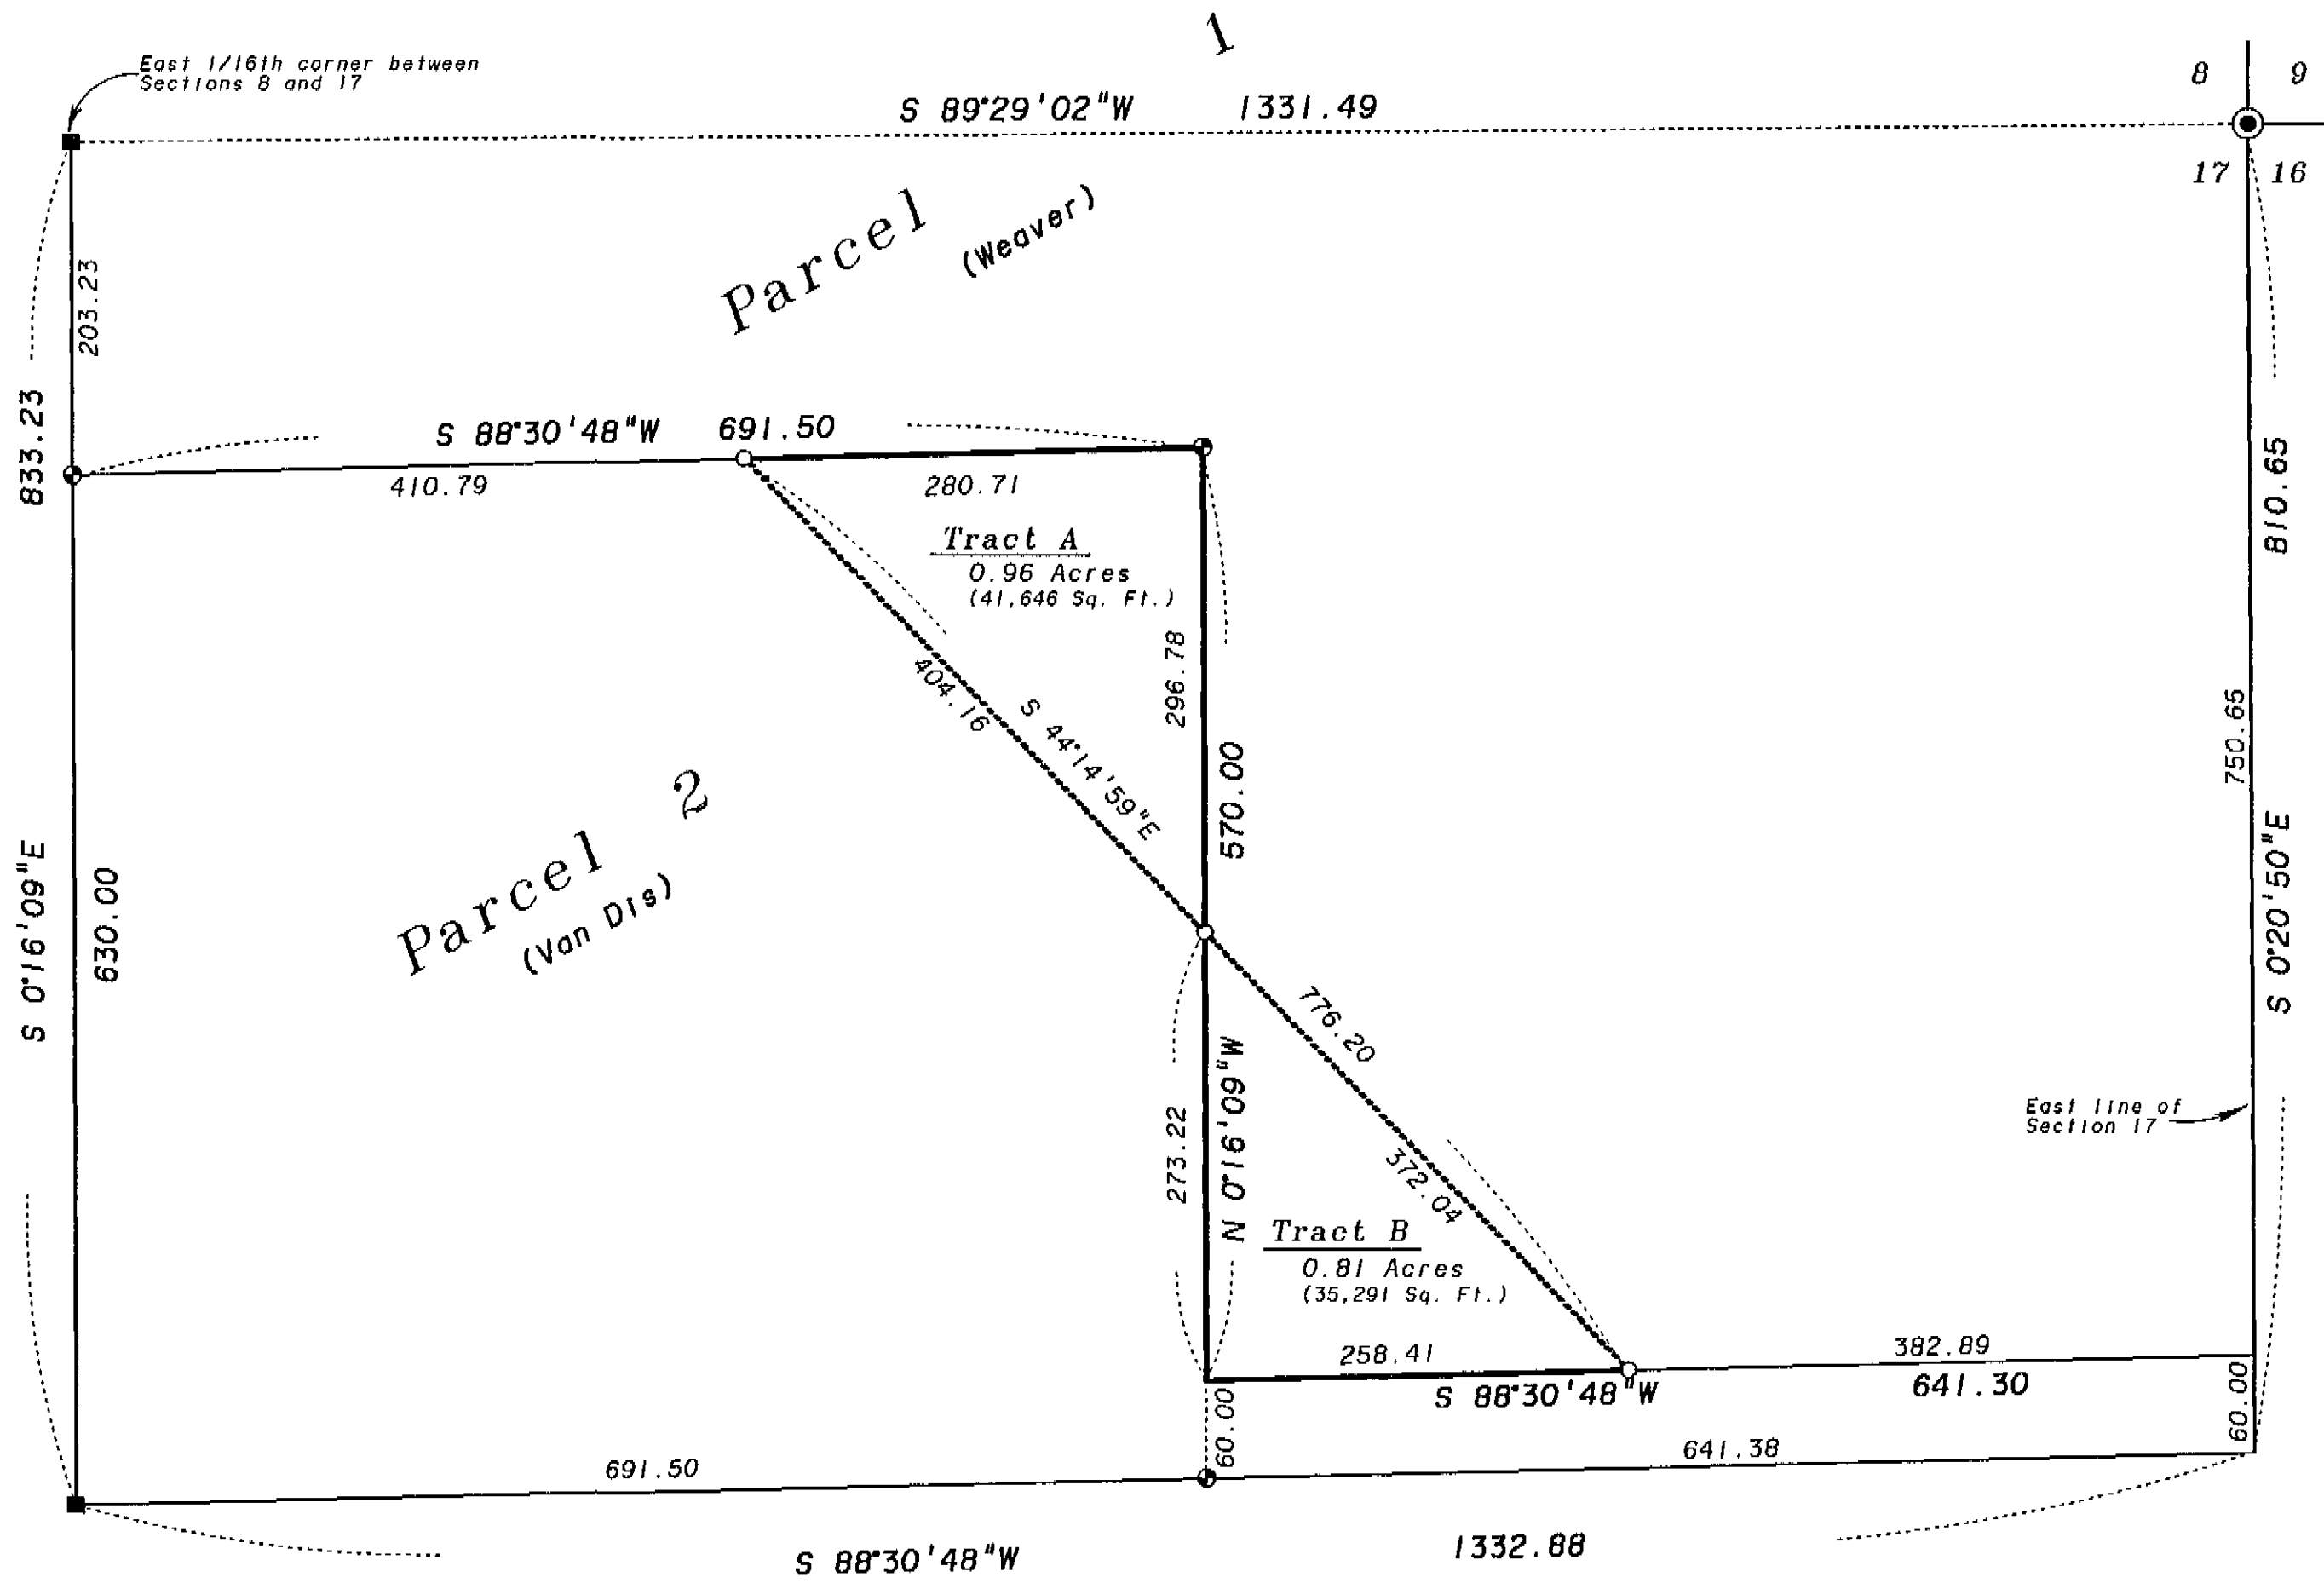 1
East 1/16th corner between
Sections 8 and 17
8 9
S 89°29'02"W 1331.49
17 16
Parcel
(Weaver)
203.23
833.23
S 88°30'48"W 691.50
410.79
280.71
Tract A
0.96 Acres
(41,646 Sq. Ft.)
810.65
296.78
404.16
S 44°14'59"E
750.65
570.00
Parcel 2
(Van Dis)
S 0°16'09"E
630.00
S 0°20'50"E
776.20
N 0°16'09"W
273.22
372.04
East line of
Section 17
Tract B
0.81 Acres
(35,291 Sq. Ft.)
258.41
382.89
S 88°30'48"W
641.30
60.00
60.00
691.50
641.38
S 88°30'48"W
1332.88